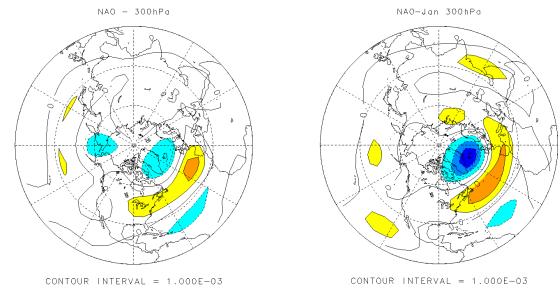 NAO - 300hPa
NAO-Jan 300hPa
CONTOUR INTERVAL = 1.000E-03
CONTOUR INTERVAL = 1.000E-03